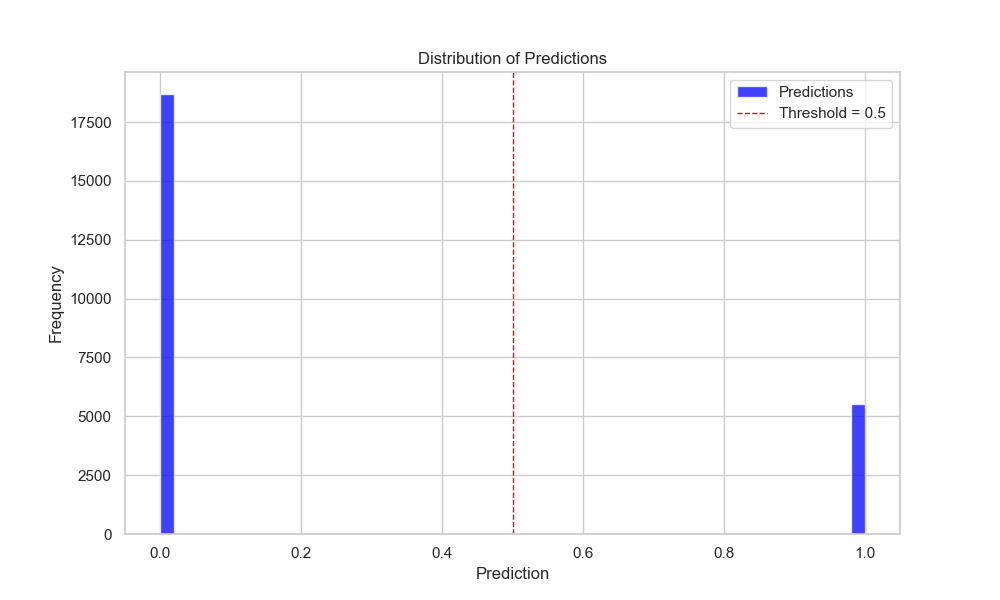 Distribution of Predictions
Predictions
Threshold = 0.5
17500
15000
12500
10000
7500
5000
2500
0
Frequency
0.0 0.2 0.4 0.6 0.8 1.0
Prediction